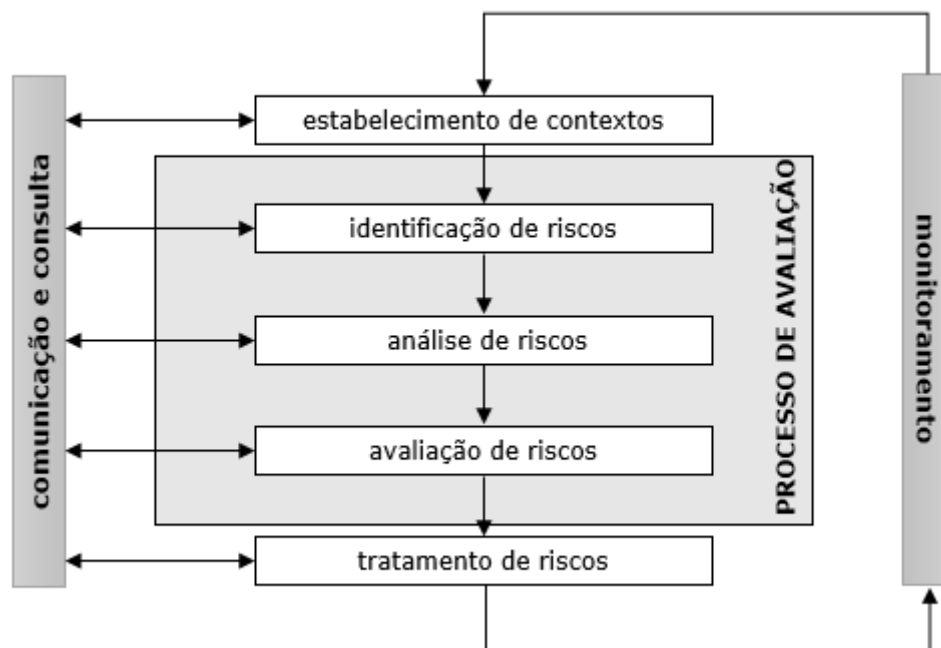 estabelecimento de contextos
comunicação e consulta
PROCESSO DE AVALIAÇÃO
monitoramento
identificação de riscos
análise de riscos
avaliação de riscos
tratamento de riscos